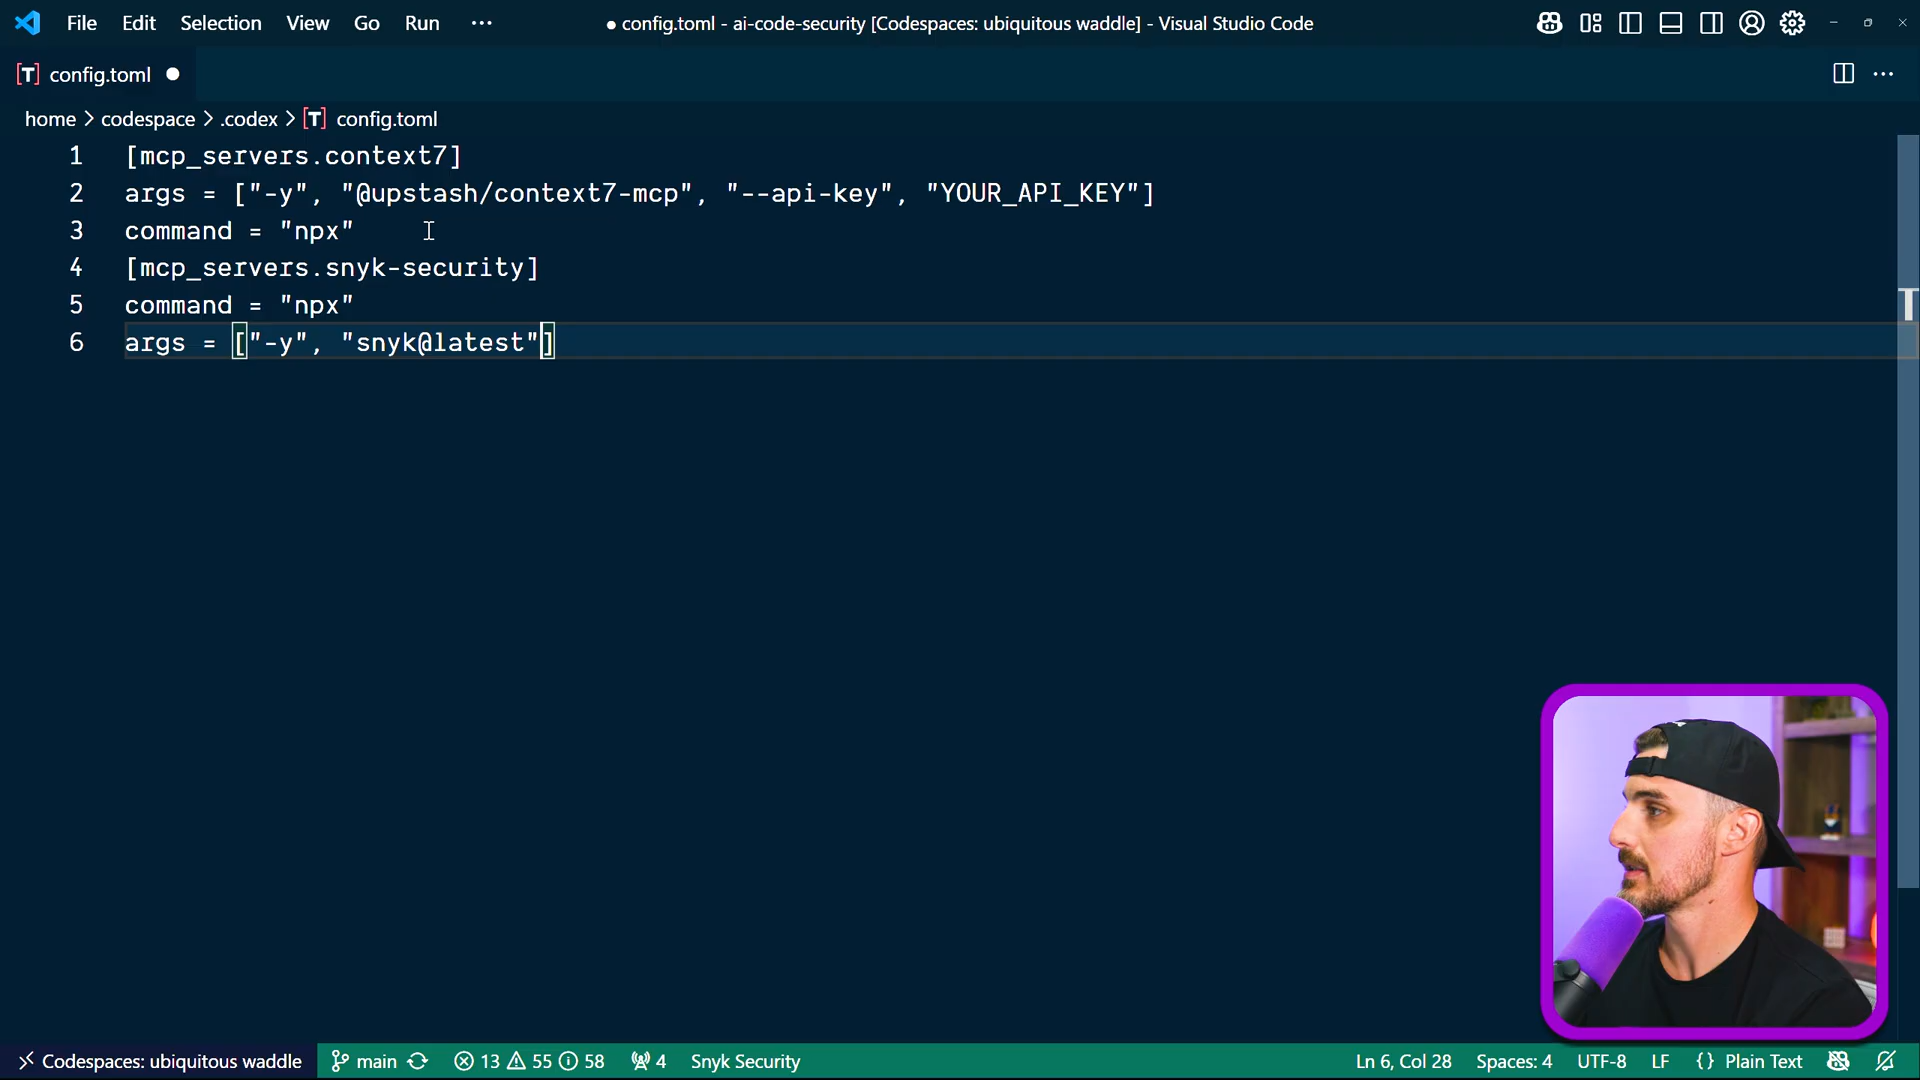 File Edit Selection View Go Run ···
● config.toml - ai-code-security [Codespaces: ubiquitous waddle] - Visual Studio Code
[T] config.toml ●
home > codespace > .codex > [T] config.toml
1 [mcp_servers.context7]
2 args = ["-y", "@upstash/context7-mcp", "--api-key", "YOUR_API_KEY"]
3 command = "npx"
4 [mcp_servers.snyk-security]
5 command = "npx"
6 args = ["-y", "snyk@latest"]
Codespaces: ubiquitous waddle main 13 55 58 4 Snyk Security Ln 6, Col 28 Spaces: 4 UTF-8 LF {} Plain Text